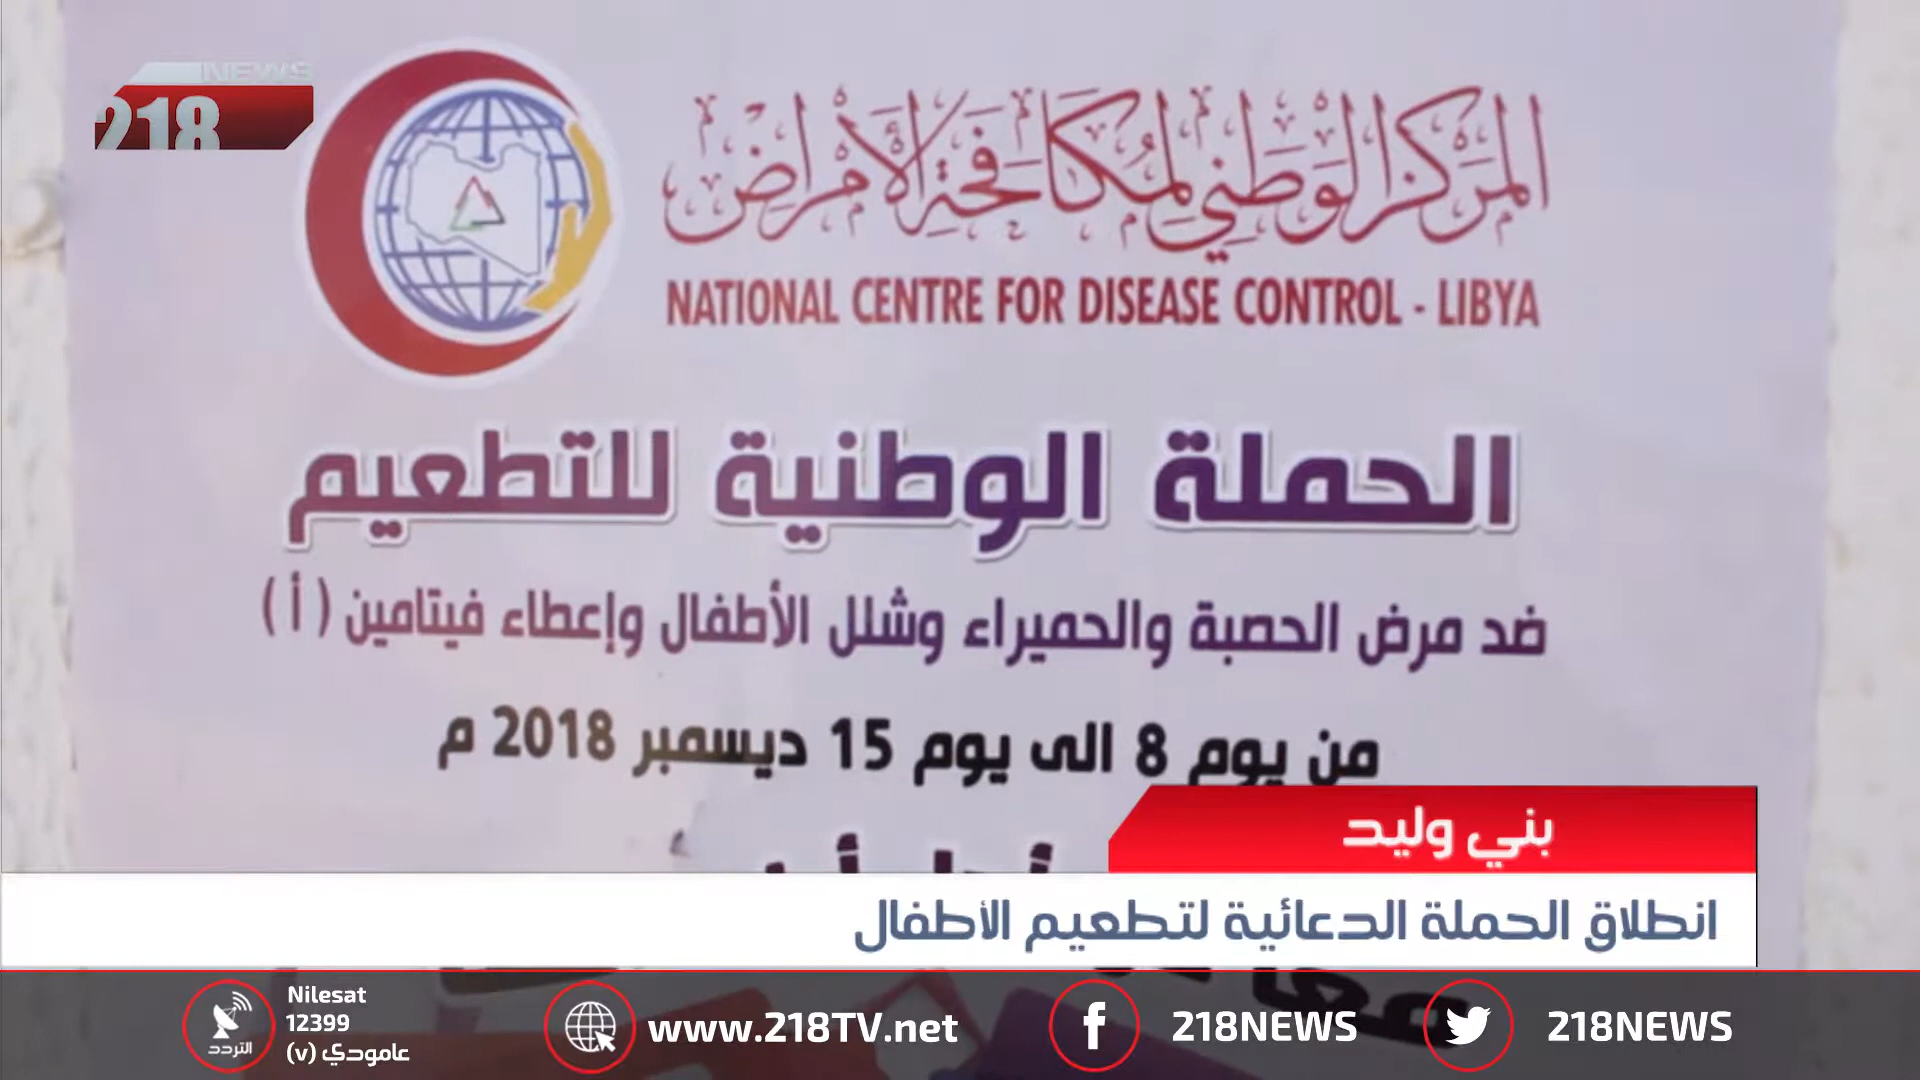 NEWS
218
المركز الوطني لمكافحة الأمراض
NATIONAL CENTRE FOR DISEASE CONTROL - LIBYA
الحملة الوطنية للتطعيم
ضد مرض الحصبة والحميراء وشلل الأطفال وإعطاء فيتامين ( أ )
من يوم 8 الى يوم 15 ديسمبر 2018 م
بني وليد
انطلاق الحملة الدعائية لتطعيم الأطفال
التردد
Nilesat
12399
عامودي (v)
www.218TV.net
218NEWS
218NEWS